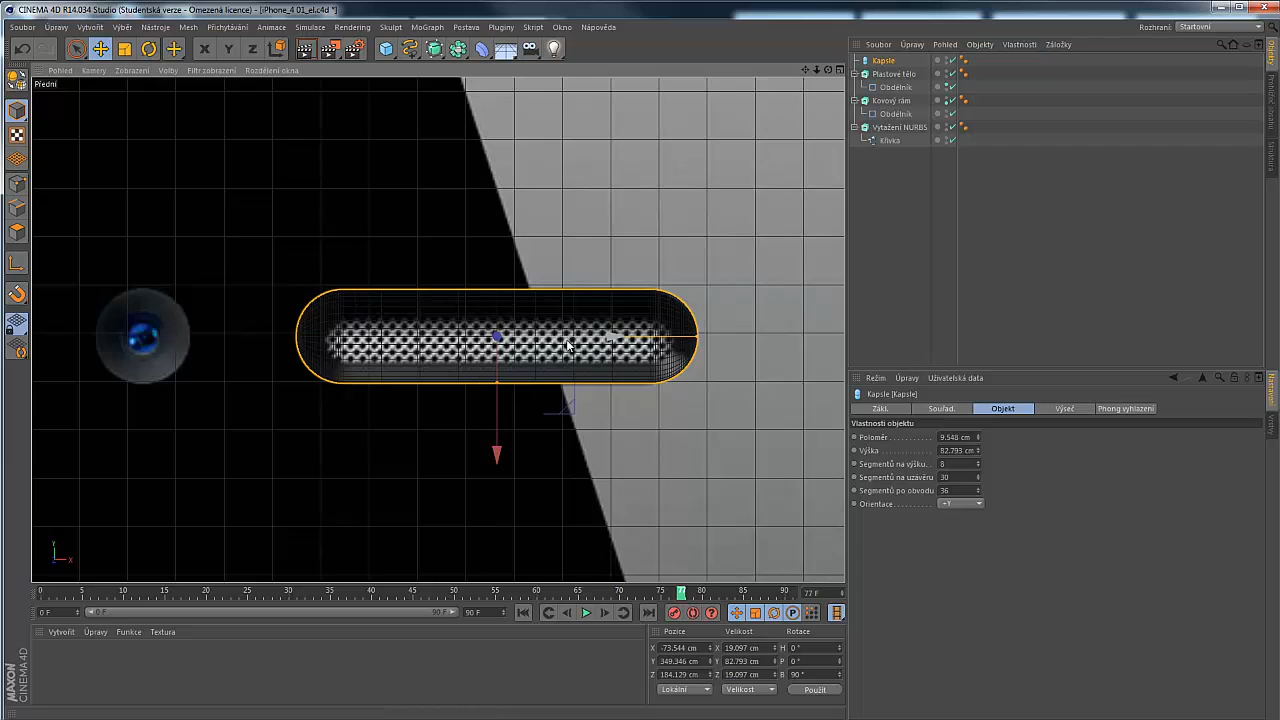 CINEMA 4D R14.034 Studio (Studentská verze - Omezená licence) - [iPhone_4 01_el.c4d *]
Soubor Úpravy Vytvořit Výběr Nástroje Mesh Přichytávání Animace Simulace Rendering Skulpt MoGraph Postava Plugins Skript Okno Nápověda
Rozhraní: Startovní
X Y Z
Pohled Kamery Zobrazení Volby Filtr zobrazení Rozdělení okna
Přední
Soubor Úpravy Pohled Objekty Vlastnosti Záložky
Kapsle
Plastové tělo
Obdélník
Kovový rám
Obdélník
Vytažení NURBS
Křivka
Objekty
Struktura
Režim Úpravy Uživatelská data
Kapsle [Kapsle]
Zákl. Souřad. Objekt Výseč Phong vyhlazení
Vlastnosti objektu
Poloměr 9.548 cm
Výška 82.793 cm
Segmentů na výšku 8
Segmentů na uzávěru 30
Segmentů po obvodu 36
Orientace +Y
Nastavení
Vrstvy
Y
X
0 5 10 15 20 25 30 35 40 45 50 55 60 65 70 75 77 85 90 77 F
0 F 0 F 90 F 90 F
P
Vytvořit Úpravy Funkce Textura
Pozice Velikost Rotace
X -73.544 cm X 19.097 cm H 0 °
Y 349.346 cm Y 82.793 cm P 0 °
Z 184.129 cm Z 19.097 cm B 90 °
Lokální Velikost Použít
MAXON
CINEMA 4D